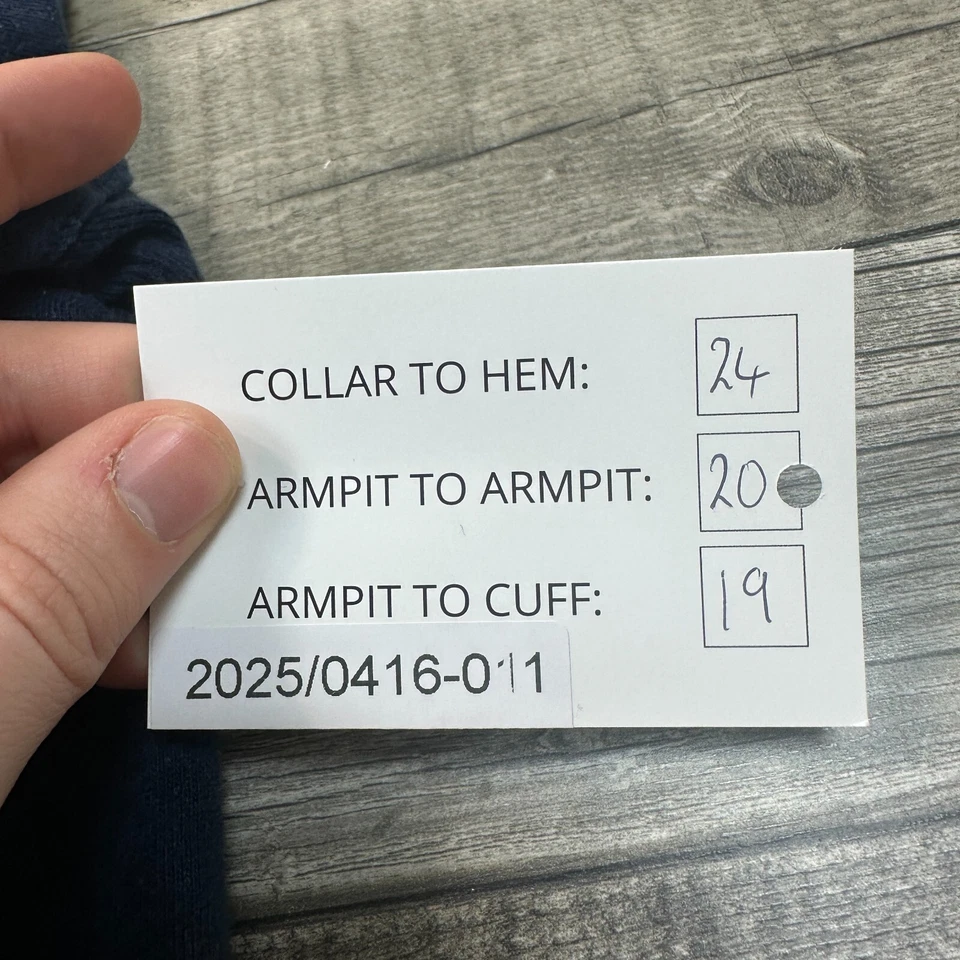 COLLAR TO HEM: 24
ARMPIT TO ARMPIT: 20
ARMPIT TO CUFF: 19
2025/0416-011